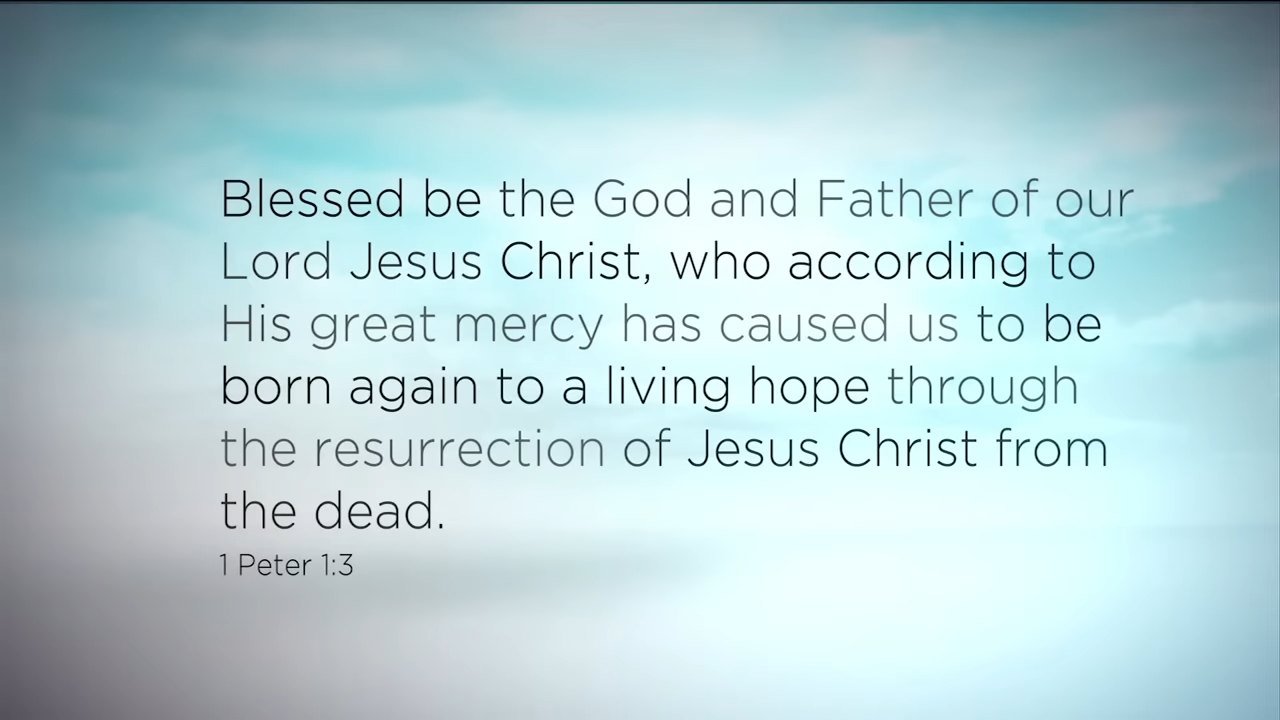 Blessed be the God and Father of our
Lord Jesus Christ, who according to
His great mercy has caused us to be
born again to a living hope through
the resurrection of Jesus Christ from
the dead.
1 Peter 1:3